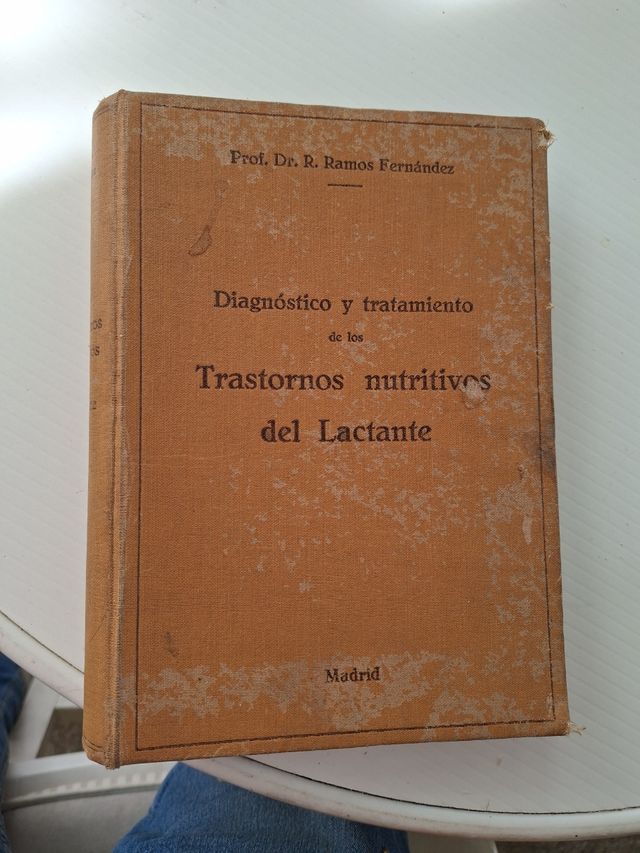 Prof. Dr. R. Ramos Fernández
Diagnóstico y tratamiento
de los
Trastornos nutritivos
del Lactante
Madrid